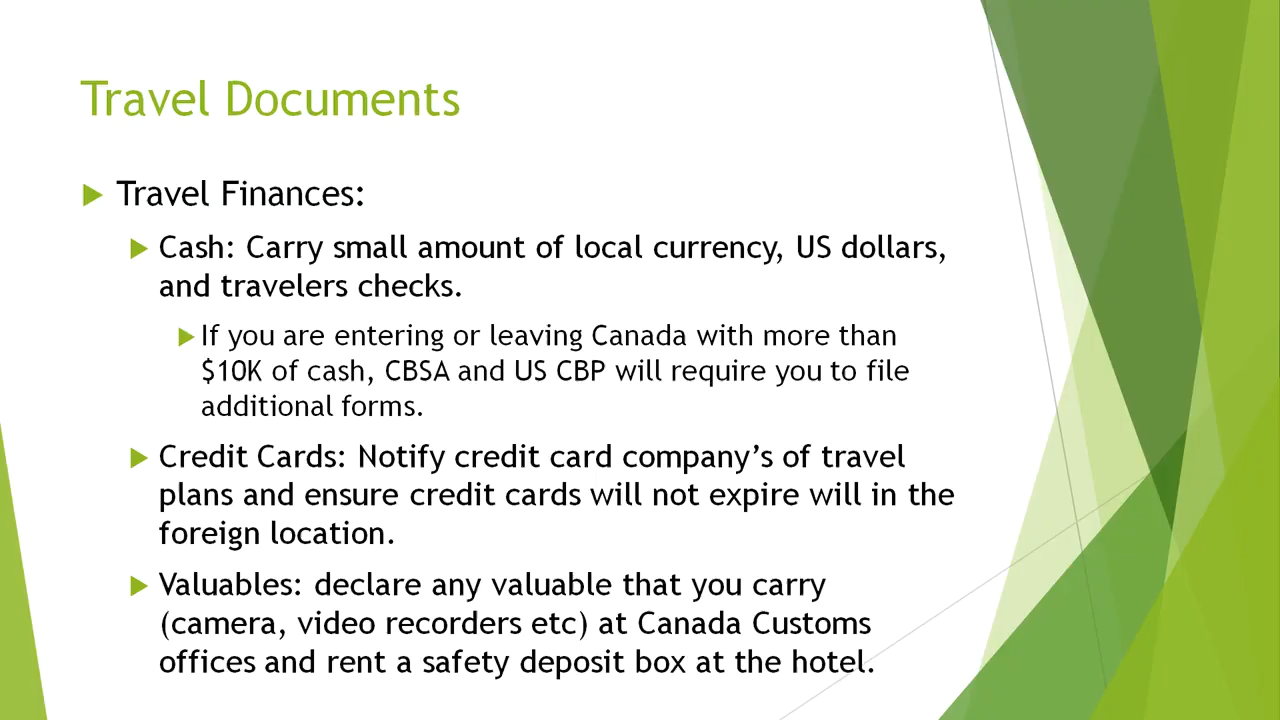 Travel Documents
Travel Finances:
Cash: Carry small amount of local currency, US dollars,
and travelers checks.
If you are entering or leaving Canada with more than
$10K of cash, CBSA and US CBP will require you to file
additional forms.
Credit Cards: Notify credit card company’s of travel
plans and ensure credit cards will not expire will in the
foreign location.
Valuables: declare any valuable that you carry
(camera, video recorders etc) at Canada Customs
offices and rent a safety deposit box at the hotel.